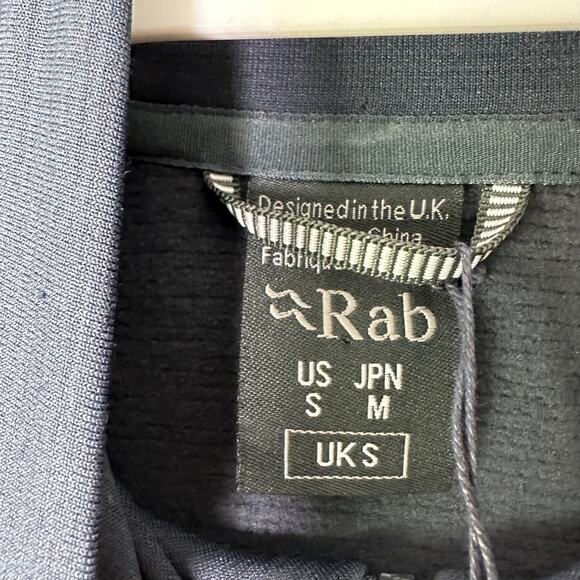 Designed in the U.K.
China
Rab
US JPN
S M
UK S